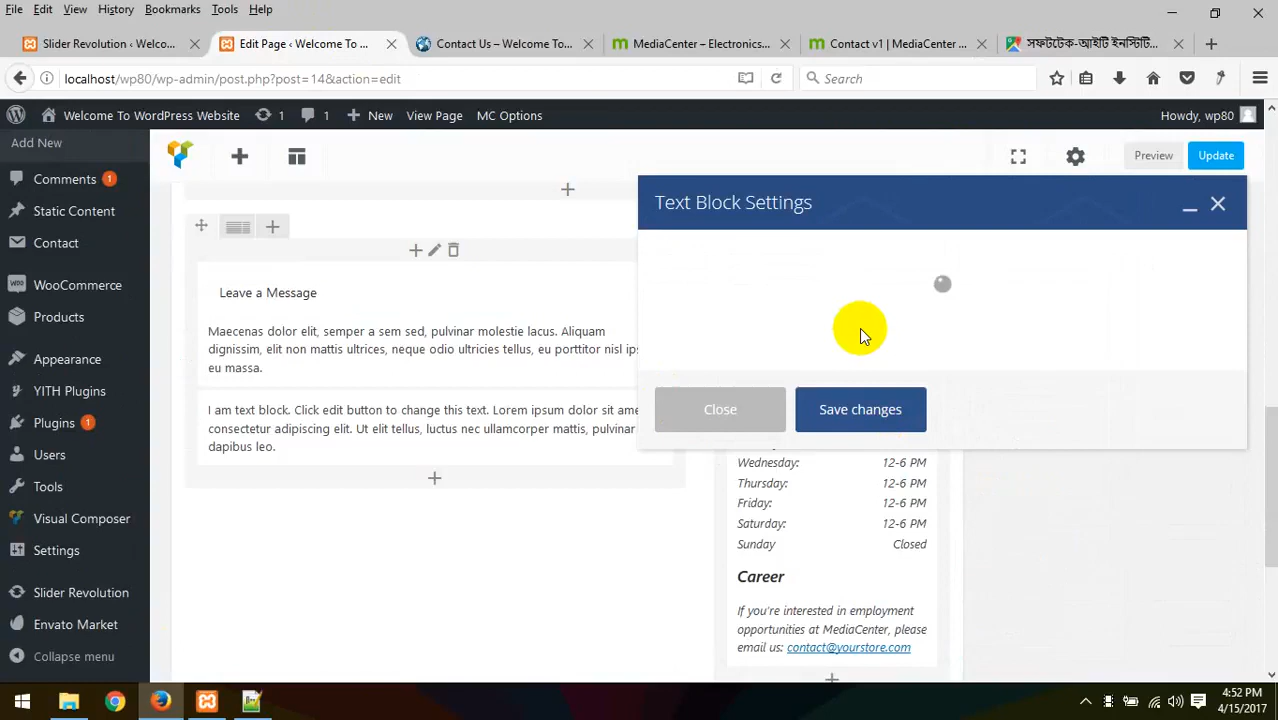 File Edit View History Bookmarks Tools Help
Slider Revolution ‹ Welco...
Edit Page ‹ Welcome To ...
Contact Us – Welcome To...
MediaCenter – Electronics...
Contact v1 | MediaCenter ...
সফটটেক-আইটি ইনস্টিটি...
localhost/wp80/wp-admin/post.php?post=14&action=edit
Search
Welcome To WordPress Website
1
1
New
View Page
MC Options
Howdy, wp80
Add New
Comments 1
Static Content
Contact
WooCommerce
Products
Appearance
YITH Plugins
Plugins 1
Users
Tools
Visual Composer
Settings
Slider Revolution
Envato Market
Collapse menu
Preview
Update
Leave a Message
Maecenas dolor elit, semper a sem sed, pulvinar molestie lacus. Aliquam
dignissim, elit non mattis ultrices, neque odio ultricies tellus, eu porttitor nisl ips
eu massa.
I am text block. Click edit button to change this text. Lorem ipsum dolor sit ame
consectetur adipiscing elit. Ut elit tellus, luctus nec ullamcorper mattis, pulvinar
dapibus leo.
Text Block Settings
Close
Save changes
Wednesday: 12-6 PM
Thursday: 12-6 PM
Friday: 12-6 PM
Saturday: 12-6 PM
Sunday Closed
Career
If you're interested in employment
opportunities at MediaCenter, please
email us: contact@yourstore.com
4:52 PM
4/15/2017